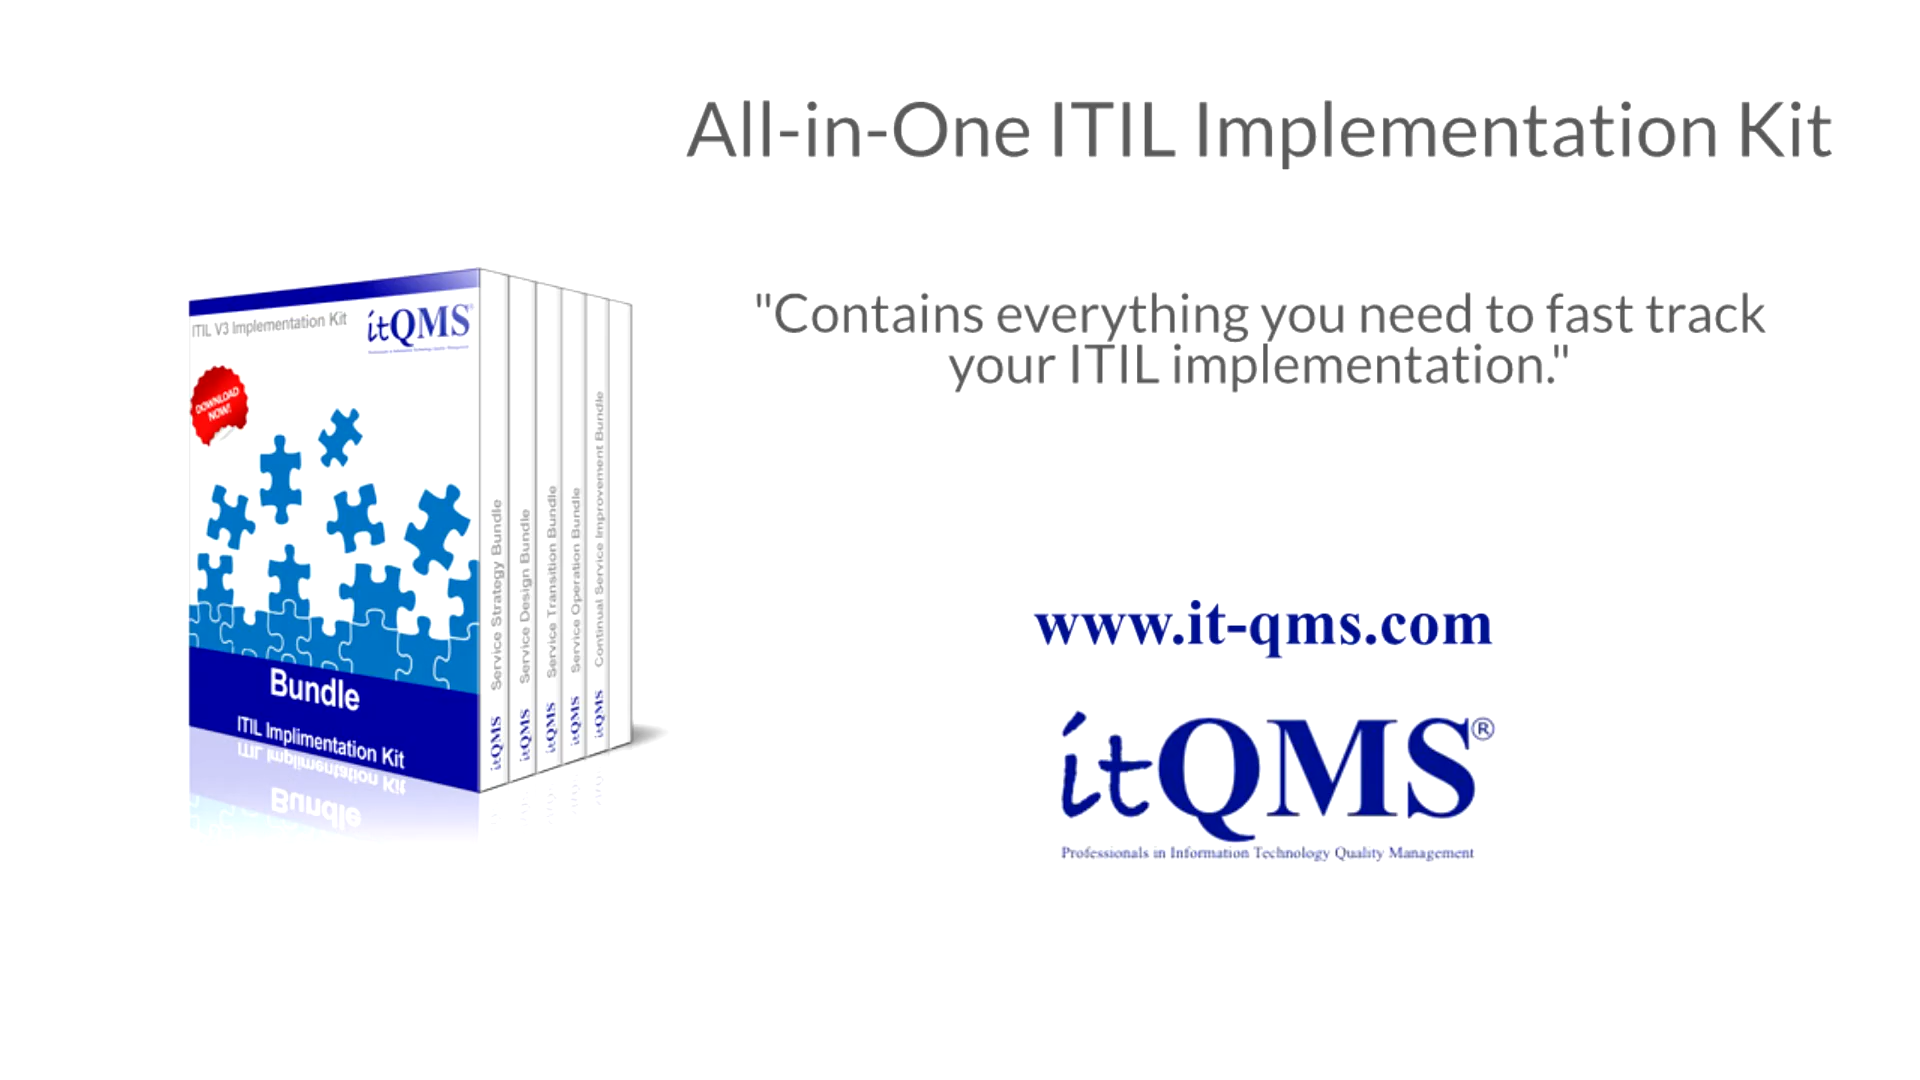 All-in-One ITIL Implementation Kit
"Contains everything you need to fast track
your ITIL implementation."
ITIL V3 Implementation Kit
itQMS
DOWNLOAD
NOW!
Bundle
ITIL Implimentation Kit
itQMS Service Strategy Bundle
itQMS Service Design Bundle
itQMS Service Transition Bundle
itQMS Service Operation Bundle
itQMS Continual Service Improvement Bundle
www.it-qms.com
itQMS®
Professionals in Information Technology Quality Management